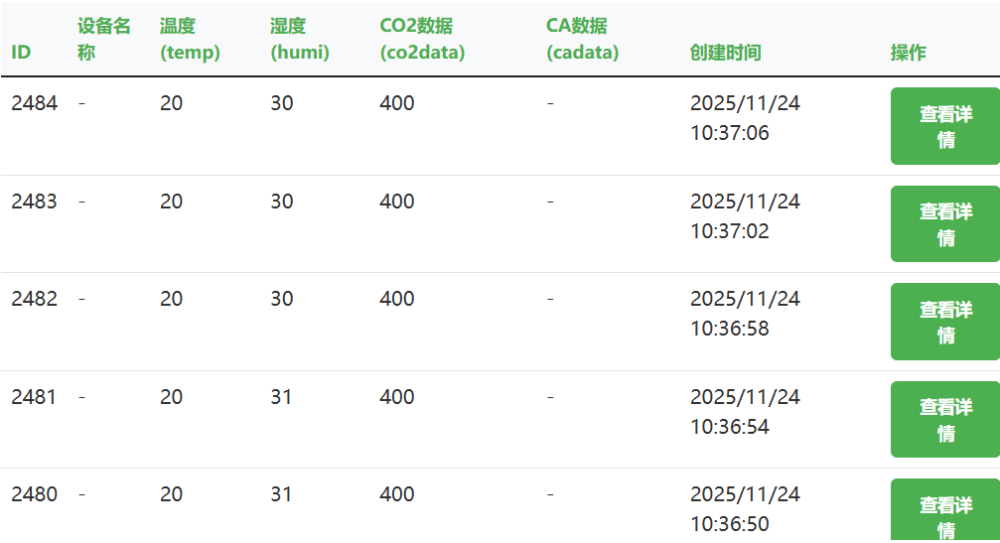 ID 设备名称 温度 (temp) 湿度 (humi) CO2数据 (co2data) CA数据 (cadata) 创建时间 操作
2484 - 20 30 400 - 2025/11/24 10:37:06 查看详情
2483 - 20 30 400 - 2025/11/24 10:37:02 查看详情
2482 - 20 30 400 - 2025/11/24 10:36:58 查看详情
2481 - 20 31 400 - 2025/11/24 10:36:54 查看详情
2480 - 20 31 400 - 2025/11/24 10:36:50 查看详情